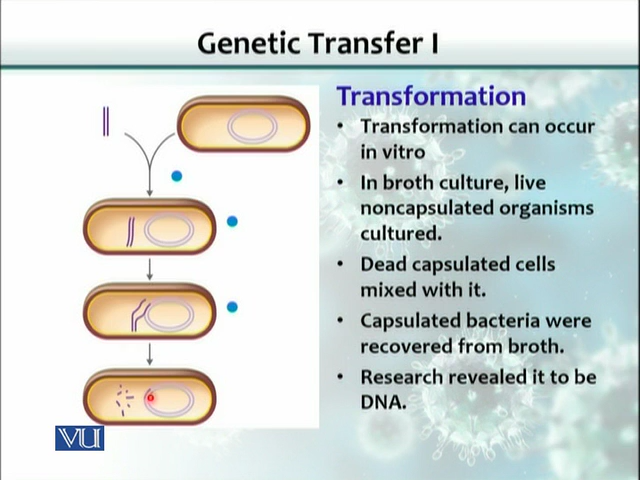 Genetic Transfer I
Transformation
• Transformation can occur
in vitro
• In broth culture, live
noncapsulated organisms
cultured.
• Dead capsulated cells
mixed with it.
• Capsulated bacteria were
recovered from broth.
• Research revealed it to be
DNA.
VU